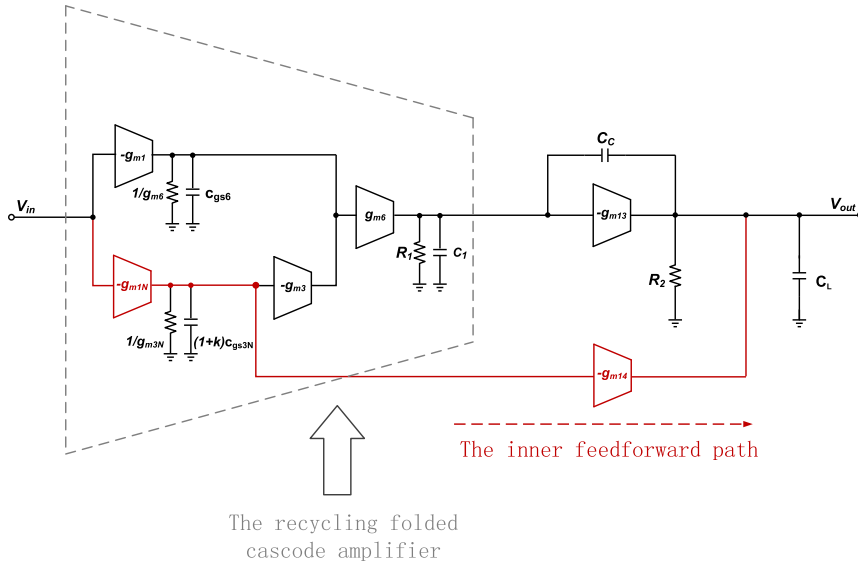 V_in
-g_m1
1/g_m6
c_gs6
-g_m1N
1/g_m3N
(1+k)c_gs3N
-g_m3
g_m6
R_1
C_1
C_C
-g_m13
R_2
V_out
C_L
-g_m14
The inner feedforward path
The recycling folded
cascode amplifier